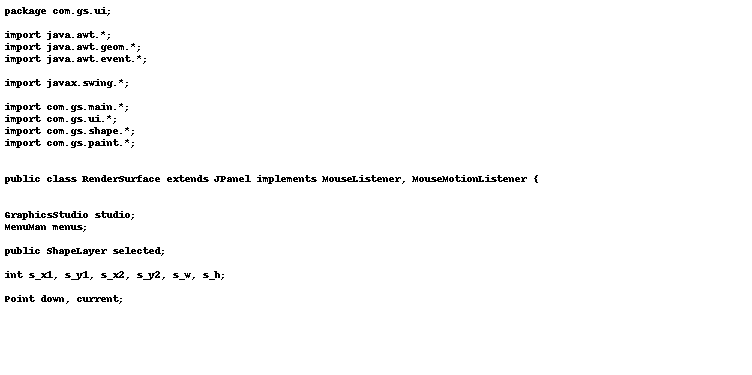 package com.gs.ui;
import java.awt.*;
import java.awt.geom.*;
import java.awt.event.*;
import javax.swing.*;
import com.gs.main.*;
import com.gs.ui.*;
import com.gs.shape.*;
import com.gs.paint.*;
public class RenderSurface extends JPanel implements MouseListener, MouseMotionListener {
GraphicsStudio studio;
MenuMan menus;
public ShapeLayer selected;
int s_x1, s_y1, s_x2, s_y2, s_w, s_h;
Point down, current;